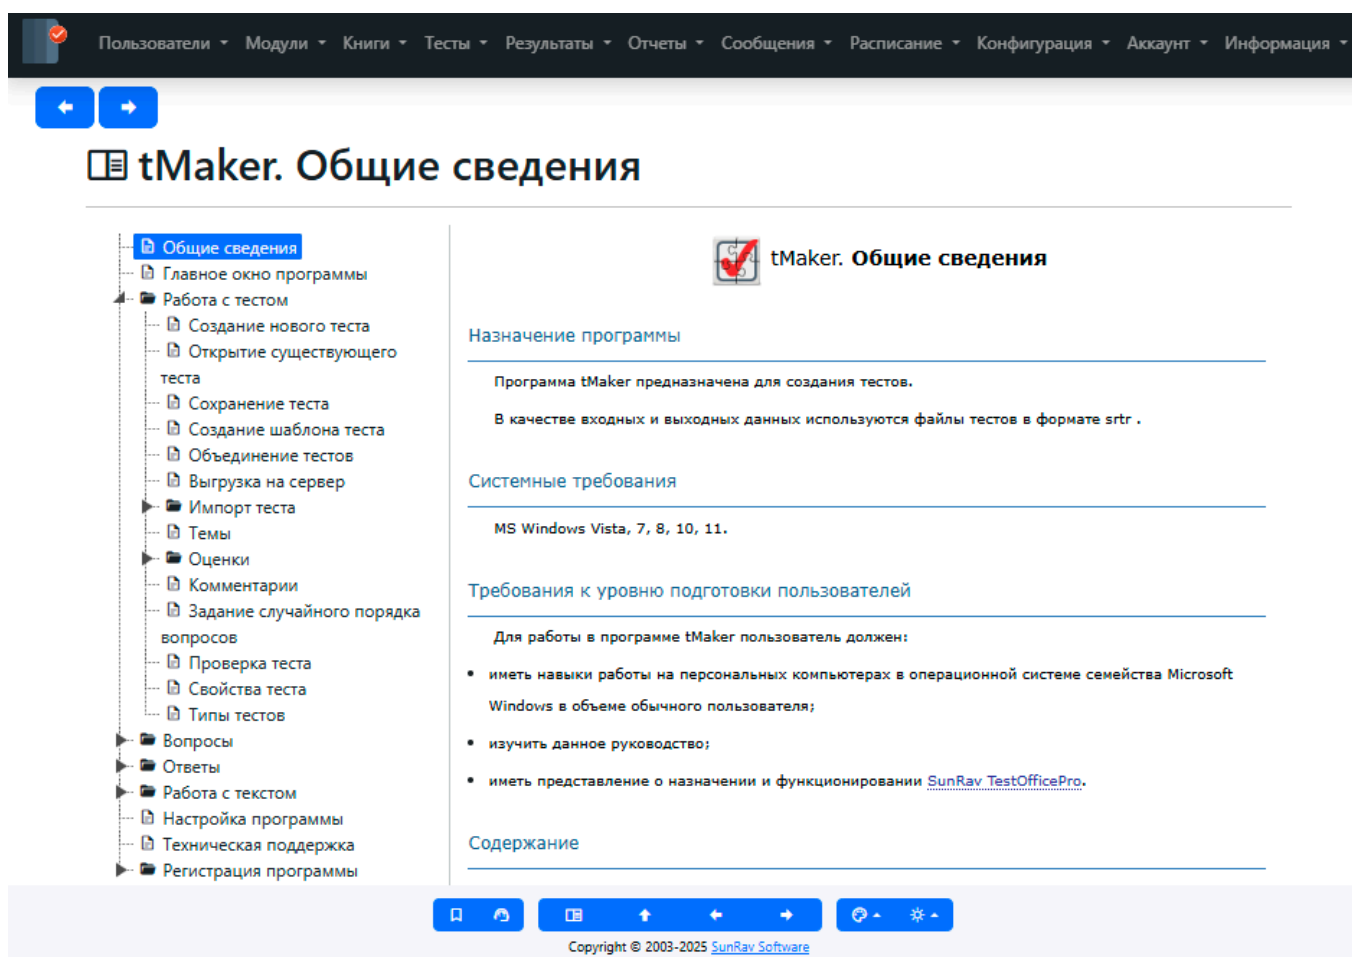 Пользователи Модули Книги Тесты Результаты Отчеты Сообщения Расписание Конфигурация Аккаунт Информация
tMaker. Общие сведения
Общие сведения
Главное окно программы
Работа с тестом
Создание нового теста
Открытие существующего
теста
Сохранение теста
Создание шаблона теста
Объединение тестов
Выгрузка на сервер
Импорт теста
Темы
Оценки
Комментарии
Задание случайного порядка
вопросов
Проверка теста
Свойства теста
Типы тестов
Вопросы
Ответы
Работа с текстом
Настройка программы
Техническая поддержка
Регистрация программы
tMaker. Общие сведения
Назначение программы
Программа tMaker предназначена для создания тестов.
В качестве входных и выходных данных используются файлы тестов в формате srtr .
Системные требования
MS Windows Vista, 7, 8, 10, 11.
Требования к уровню подготовки пользователей
Для работы в программе tMaker пользователь должен:
• иметь навыки работы на персональных компьютерах в операционной системе семейства Microsoft
Windows в объеме обычного пользователя;
• изучить данное руководство;
• иметь представление о назначении и функционировании SunRav TestOfficePro.
Содержание
Copyright © 2003-2025 SunRav Software